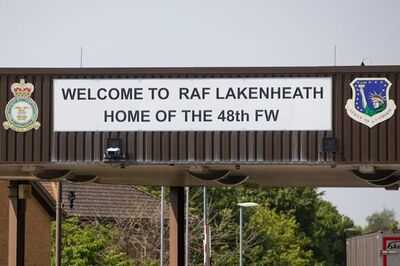 WELCOME TO RAF LAKENHEATH
HOME OF THE 48th FW